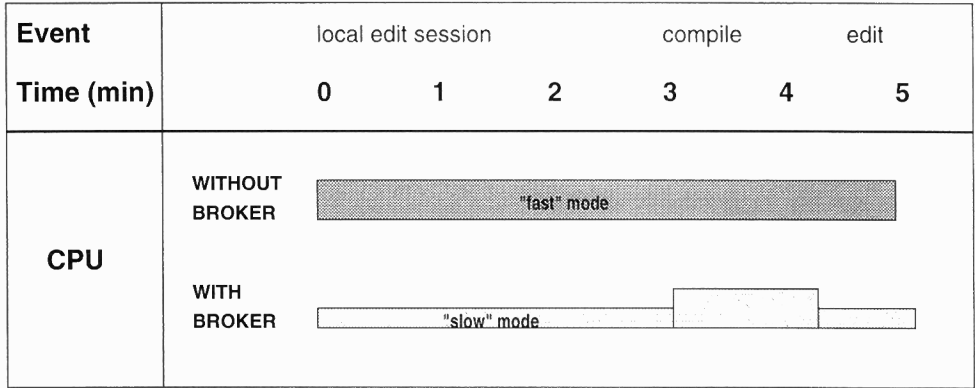 Event local edit session compile edit
Time (min) 0 1 2 3 4 5
WITHOUT
BROKER
"fast" mode
CPU
WITH
BROKER
"slow" mode